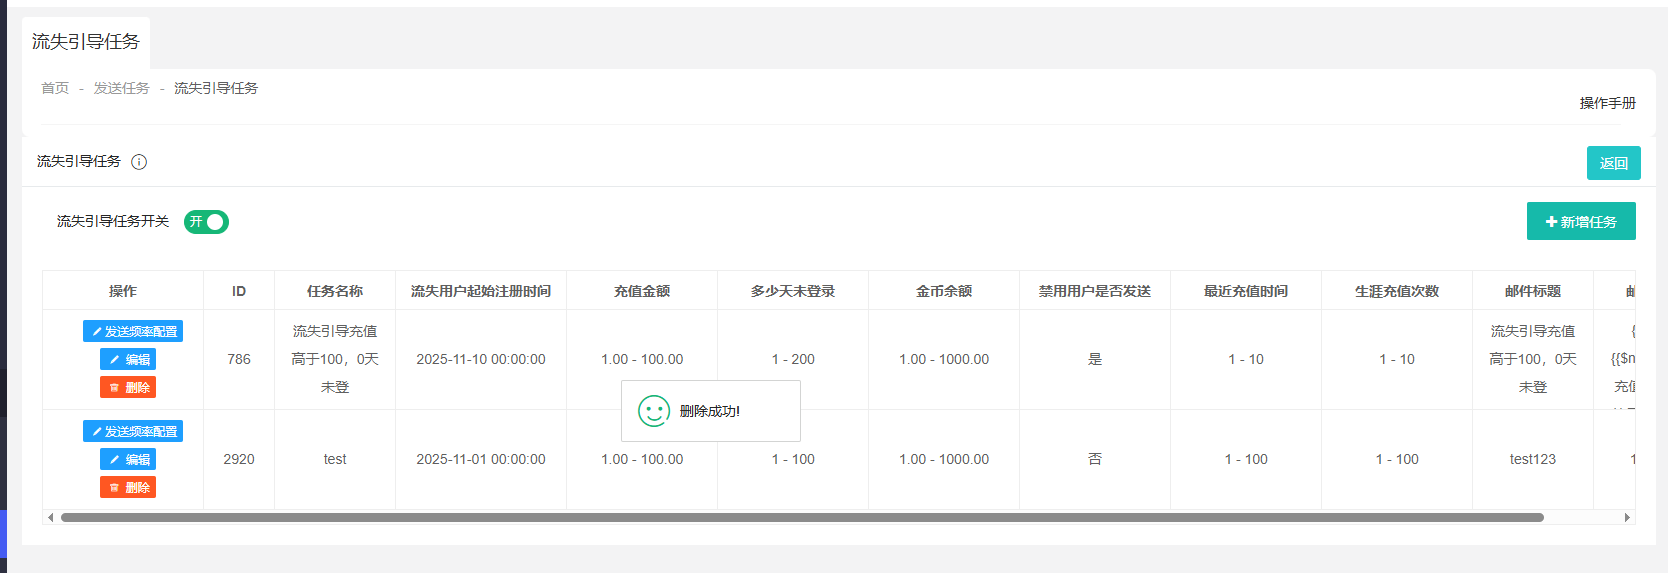 流失引导任务
首页 - 发送任务 - 流失引导任务
操作手册
流失引导任务
返回
流失引导任务开关 开
新增任务
操作 ID 任务名称 流失用户起始注册时间 充值金额 多少天未登录 金币余额 禁用用户是否发送 最近充值时间 生涯充值次数 邮件标题
发送频率配置
编辑
删除
786
流失引导充值
高于100，0天
未登
2025-11-10 00:00:00
1.00 - 100.00
1 - 200
1.00 - 1000.00
是
1 - 10
1 - 10
流失引导充值
高于100，0天
未登
{{$n
充值
删除成功!
发送频率配置
编辑
删除
2920
test
2025-11-01 00:00:00
1.00 - 100.00
1 - 100
1.00 - 1000.00
否
1 - 100
1 - 100
test123
1